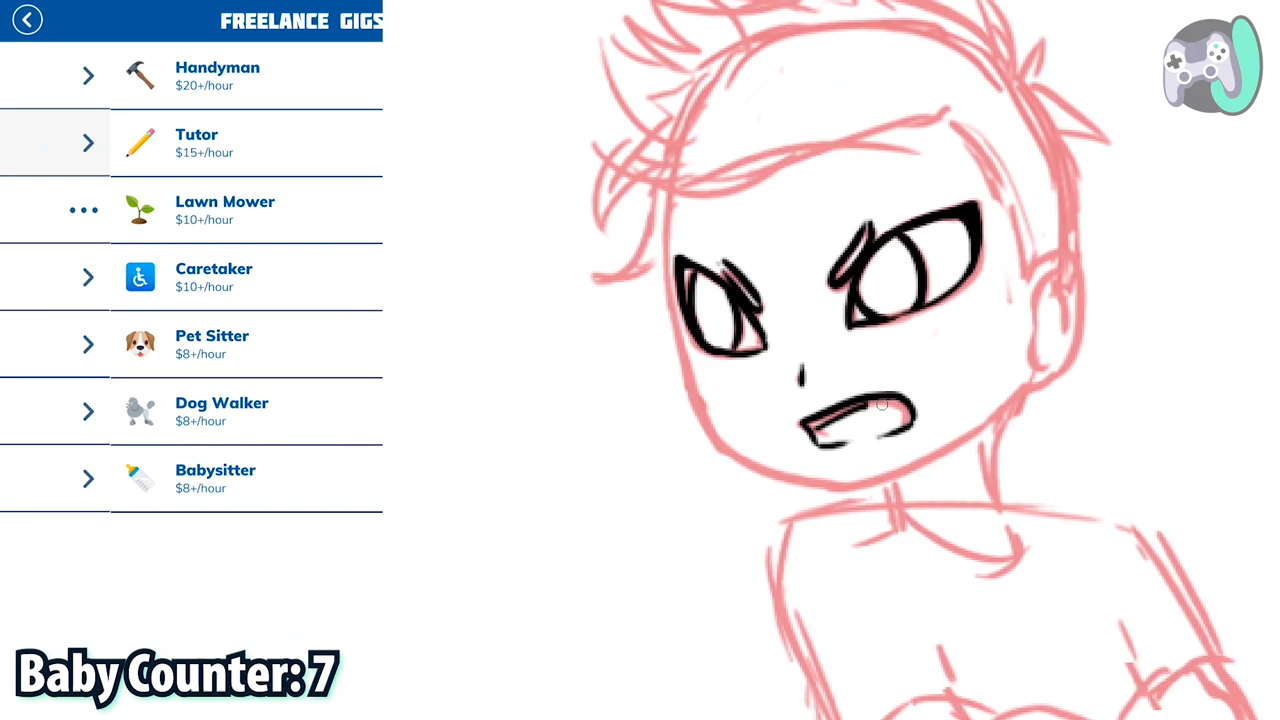 FREELANCE GIGS
Handyman
$20+/hour
Tutor
$15+/hour
Lawn Mower
$10+/hour
Caretaker
$10+/hour
Pet Sitter
$8+/hour
Dog Walker
$8+/hour
Babysitter
$8+/hour
Baby Counter: 7